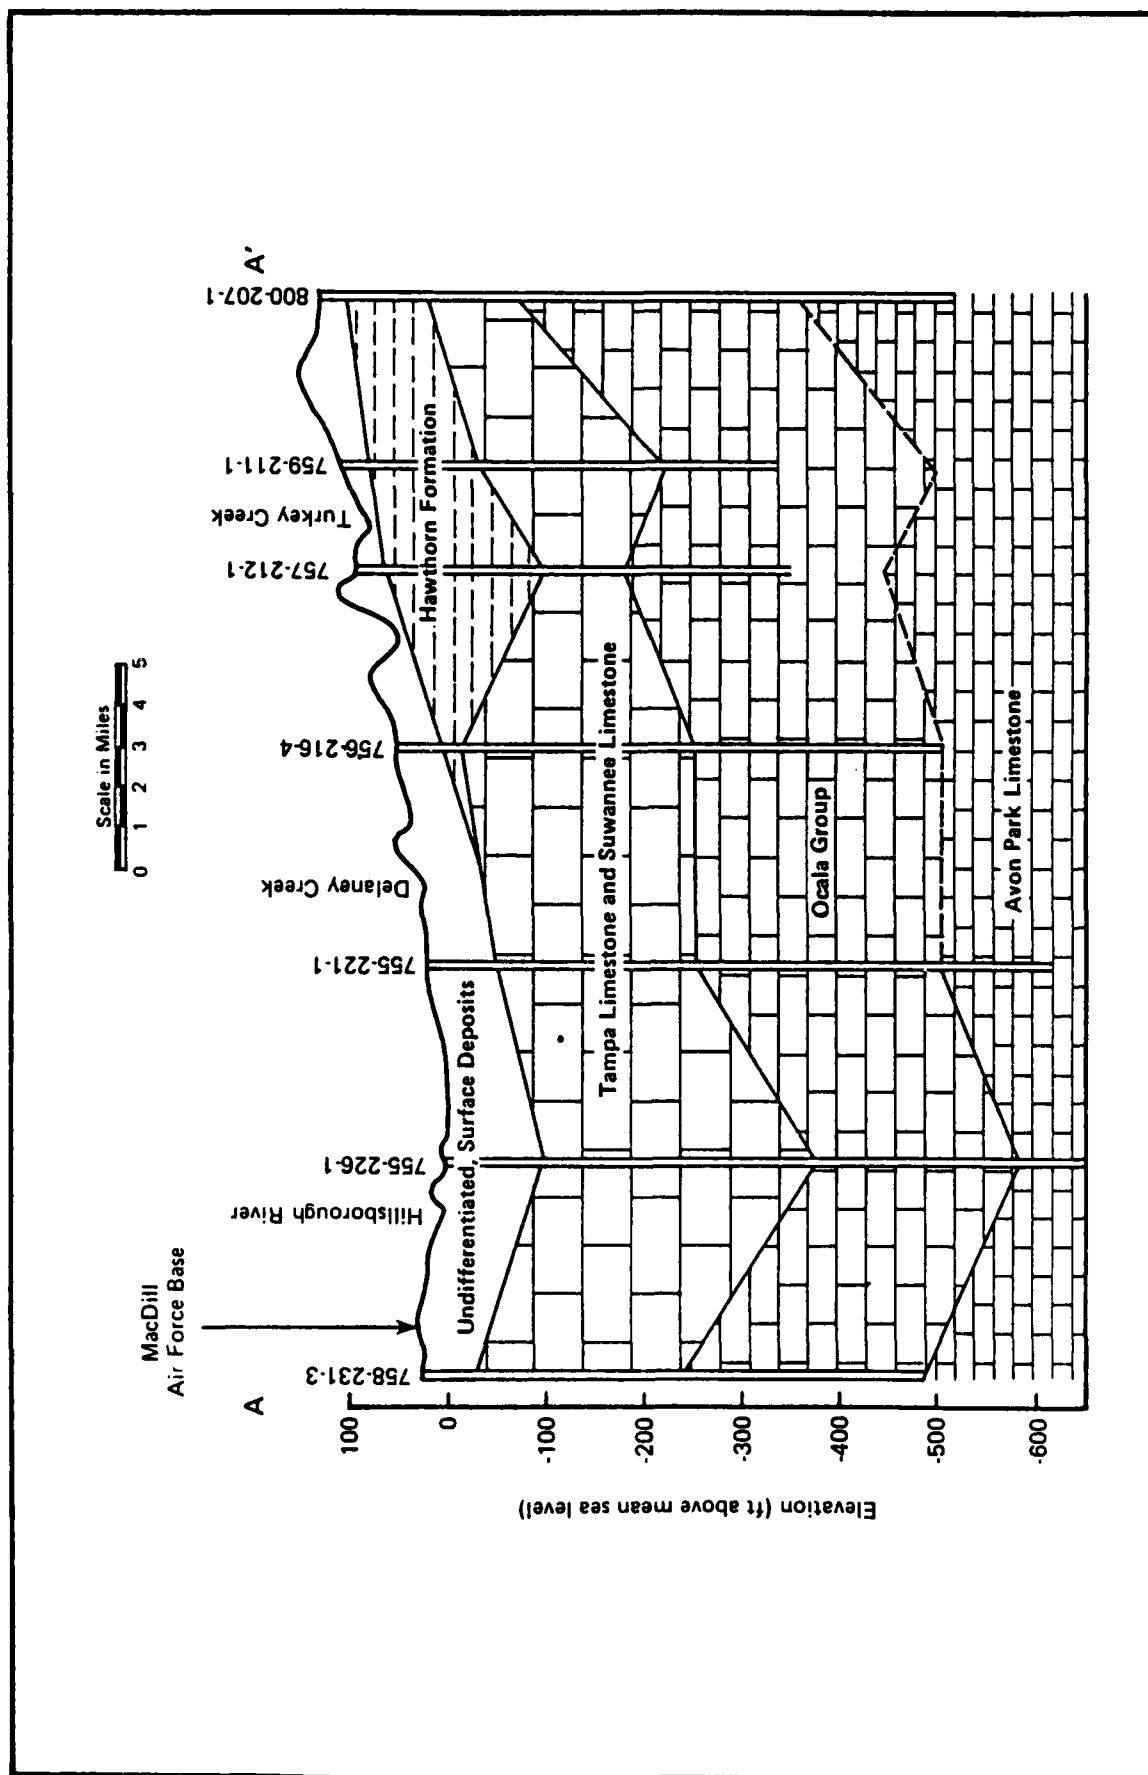 MacDill
Air Force Base
Scale in Miles
0 1 2 3 4 5
A
A'
758-231-3
Hillsborough River
755-226-1
755-221-1
Delaney Creek
756-216-4
757-212-1
Turkey Creek
759-211-1
800-207-1
Elevation (ft above mean sea level)
100
0
-100
-200
-300
-400
-500
-600
Undifferentiated, Surface Deposits
Hawthorn Formation
Tampa Limestone and Suwannee Limestone
Ocala Group
Avon Park Limestone